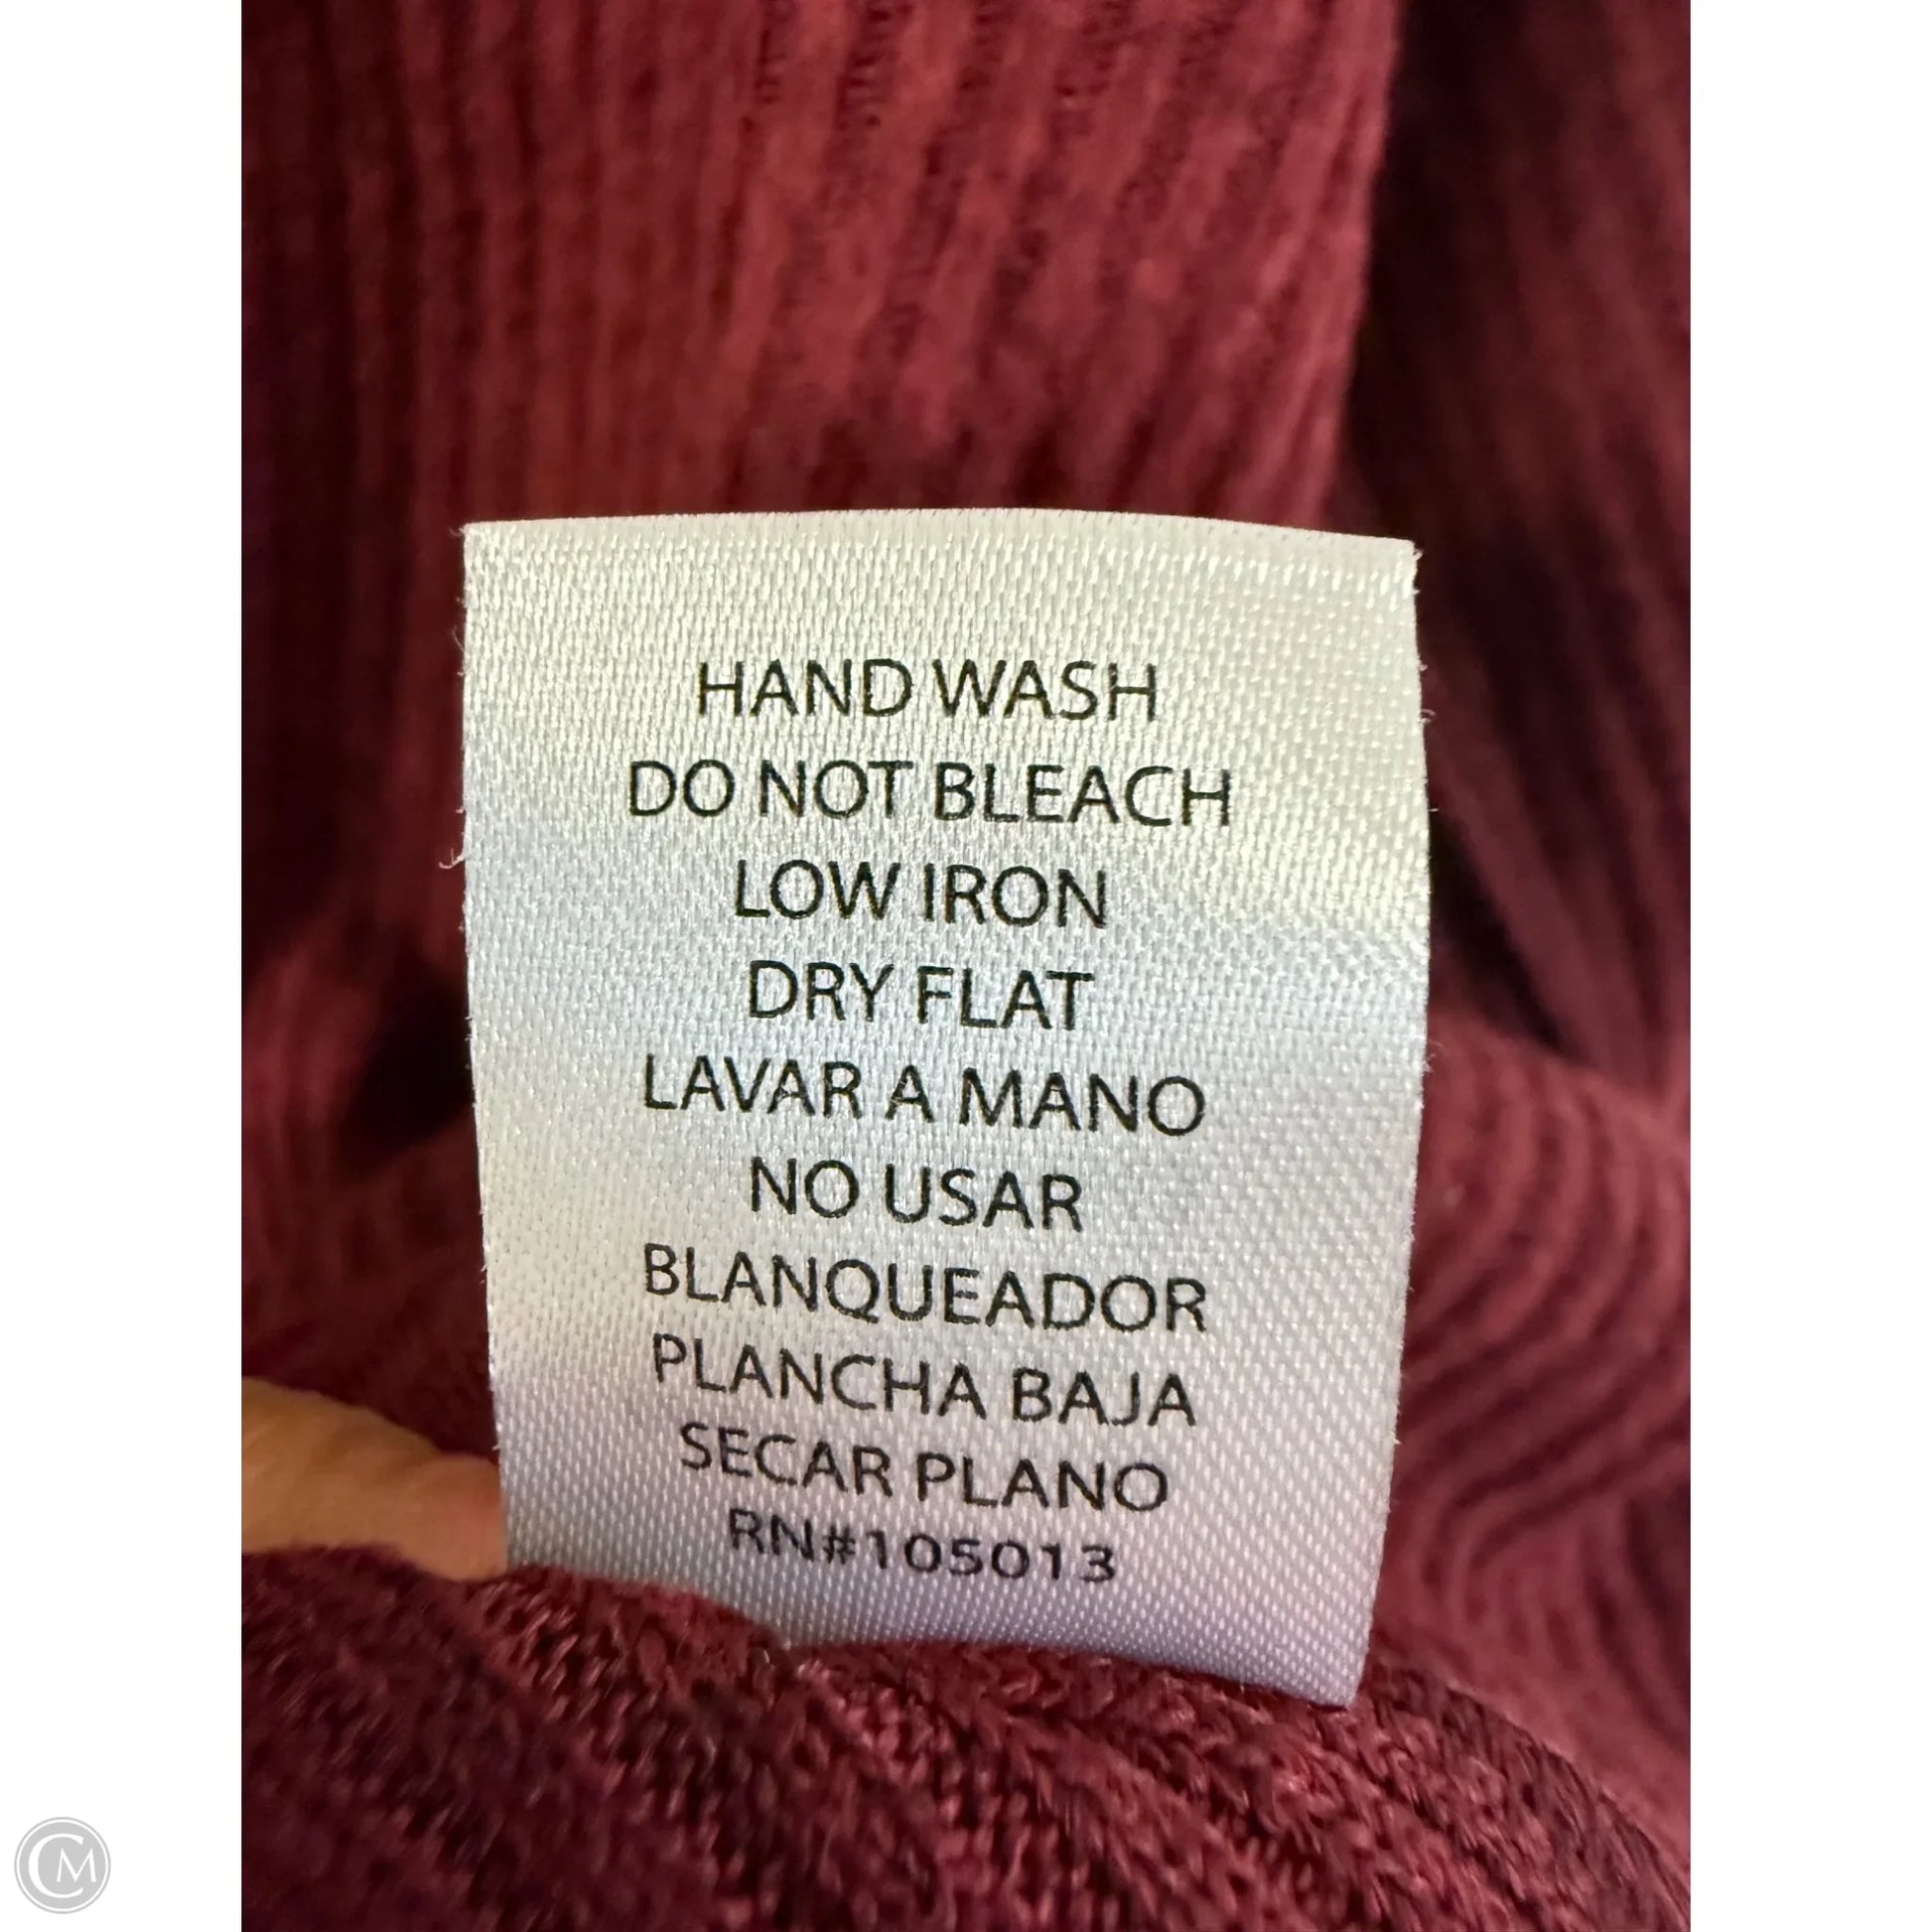 HAND WASH
DO NOT BLEACH
LOW IRON
DRY FLAT
LAVAR A MANO
NO USAR
BLANQUEADOR
PLANCHA BAJA
SECAR PLANO
RN#105013
CM